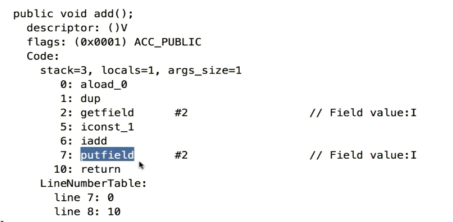 public void add();
descriptor: ()V
flags: (0x0001) ACC_PUBLIC
Code:
stack=3, locals=1, args_size=1
0: aload_0
1: dup
2: getfield #2 // Field value:I
5: iconst_1
6: iadd
7: putfield #2 // Field value:I
10: return
LineNumberTable:
line 7: 0
line 8: 10